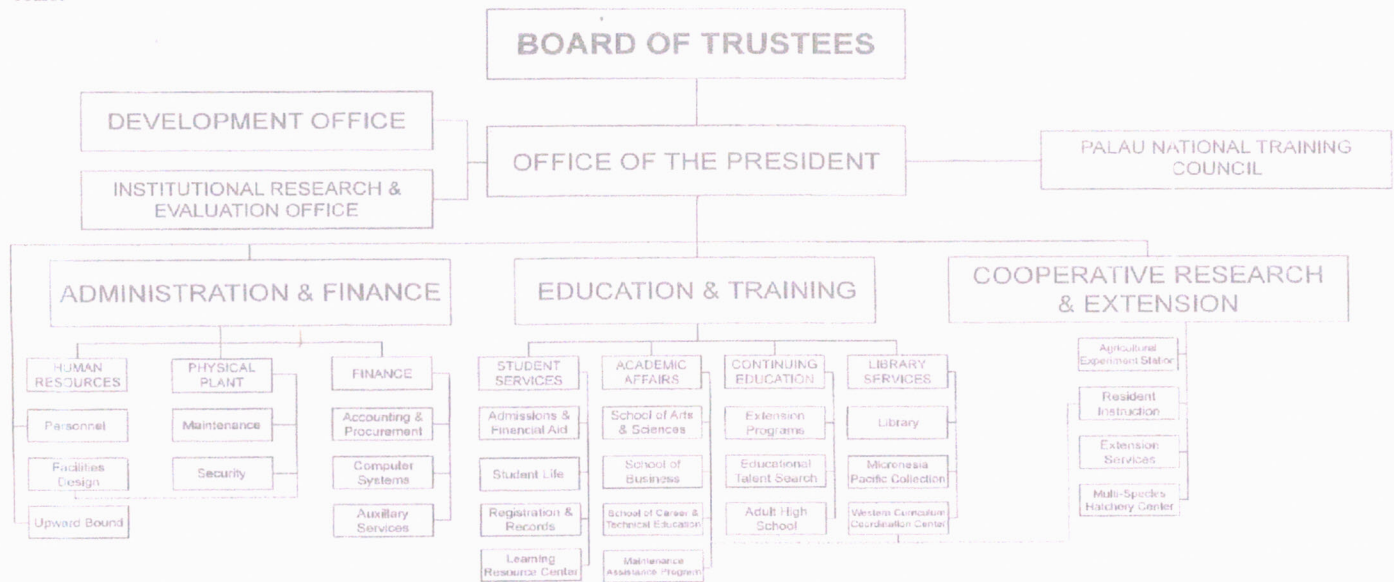 BOARD OF TRUSTEES
DEVELOPMENT OFFICE
OFFICE OF THE PRESIDENT
PALAU NATIONAL TRAINING
COUNCIL
INSTITUTIONAL RESEARCH &
EVALUATION OFFICE
ADMINISTRATION & FINANCE
EDUCATION & TRAINING
COOPERATIVE RESEARCH
& EXTENSION
HUMAN
RESOURCES
Personnel
Facilities
Design
Upward Bound
PHYSICAL
PLANT
Maintenance
Security
FINANCE
Accounting &
Procurement
Computer
Systems
Auxillary
Services
STUDENT
SERVICES
Admissions &
Financial Aid
Student Life
Registration &
Records
Learning
Resource Center
ACADEMIC
AFFAIRS
School of Arts
& Sciences
School of
Business
School of Career &
Technical Education
Maintenance
Assistance Program
CONTINUING
EDUCATION
Extension
Programs
Educational
Talent Search
Adult High
School
LIBRARY
SERVICES
Library
Micronesia
Pacific Collection
Western Curriculum
Coordination Center
Agricultural
Experiment Station
Resident
Instruction
Extension
Services
Multi-Species
Hatchery Center